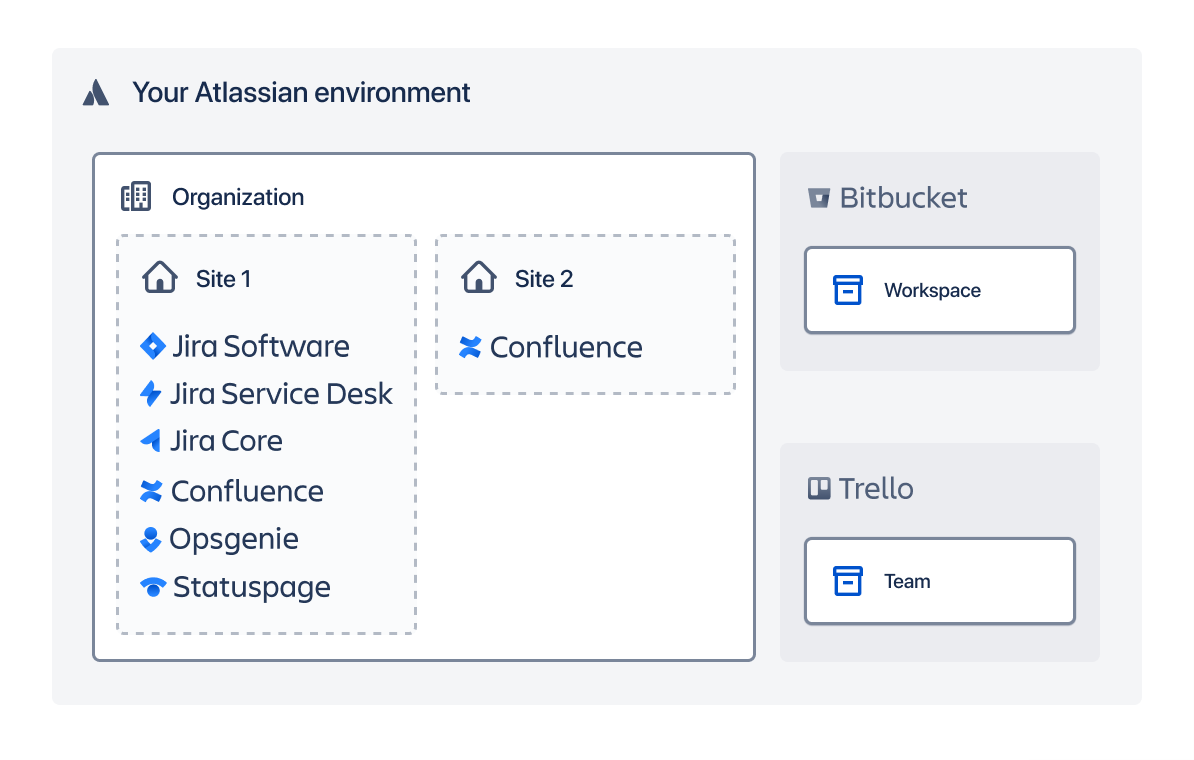 Your Atlassian environment
Organization
Site 1
Jira Software
Jira Service Desk
Jira Core
Confluence
Opsgenie
Statuspage
Site 2
Confluence
Bitbucket
Workspace
Trello
Team